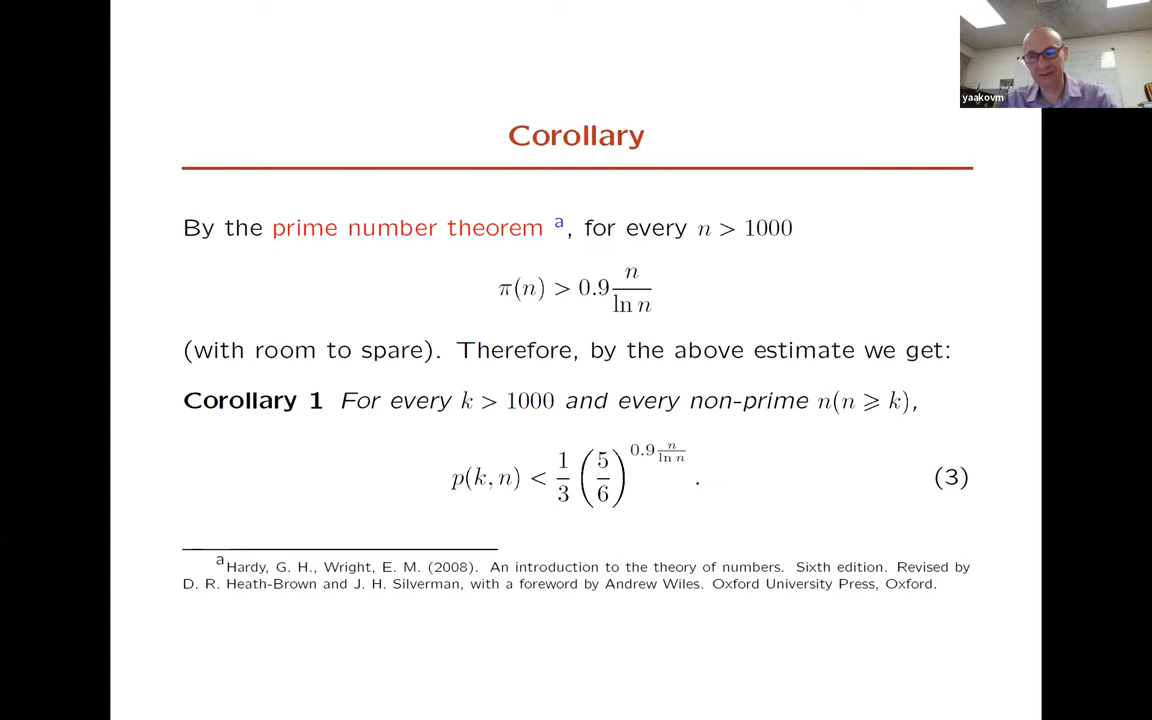 yaakovm
Corollary
By the prime number theorem ᵃ, for every n > 1000
π(n) > 0.9 n/ln n
(with room to spare). Therefore, by the above estimate we get:
Corollary 1 For every k > 1000 and every non-prime n(n ⩾ k),
p(k, n) < 1/3 (5/6)^{0.9 n/ln n} . (3)
ᵃHardy, G. H., Wright, E. M. (2008). An introduction to the theory of numbers. Sixth edition. Revised by
D. R. Heath-Brown and J. H. Silverman, with a foreword by Andrew Wiles. Oxford University Press, Oxford.